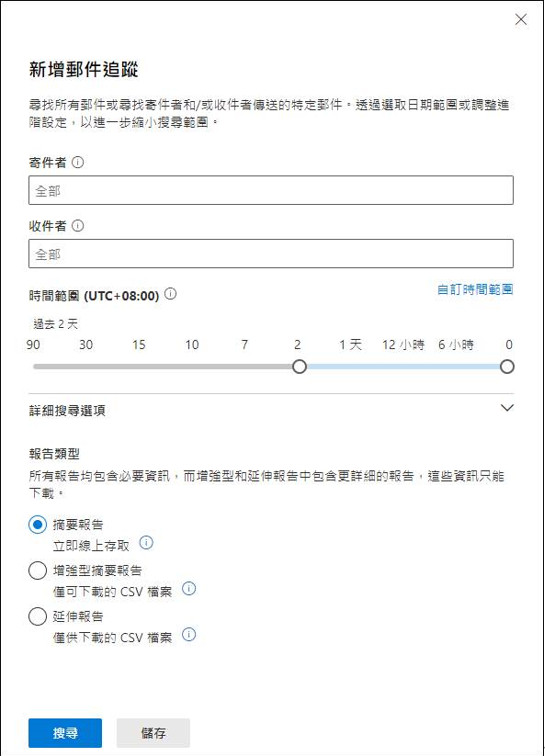 新增郵件追蹤
尋找所有郵件或尋找寄件者和/或收件者傳送的特定郵件。透過選取日期範圍或調整進
階設定，以進一步縮小搜尋範圍。
寄件者
全部
收件者
全部
時間範圍 (UTC+08:00)
自訂時間範圍
過去 2 天
90 30 15 10 7 2 1 天 12 小時 6 小時 0
詳細搜尋選項
報告類型
所有報告均包含必要資訊，而增強型和延伸報告中包含更詳細的報告，這些資訊只能
下載。
摘要報告
立即線上存取
增強型摘要報告
僅可下載的 CSV 檔案
延伸報告
僅供下載的 CSV 檔案
搜尋 儲存